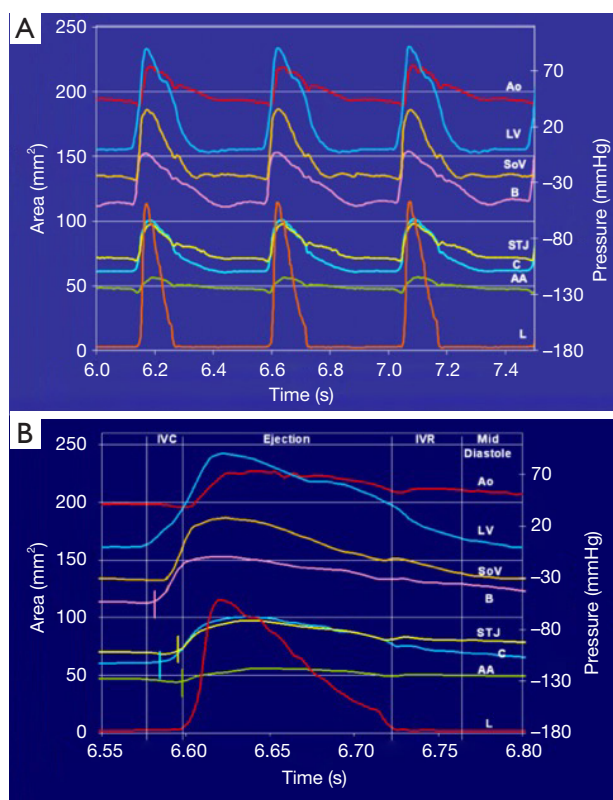 A
250
200
150
100
50
0
Area (mm²)
70
20
−30
−80
−130
−180
Pressure (mmHg)
Ao
LV
SoV
B
STJ
C
AA
L
6.0 6.2 6.4 6.6 6.8 7.0 7.2 7.4
Time (s)
B
IVC Ejection IVR Mid
Diastole
250
200
150
100
50
0
Area (mm²)
70
20
−30
−80
−130
−180
Pressure (mmHg)
Ao
LV
SoV
B
STJ
C
AA
L
6.55 6.60 6.65 6.70 6.75 6.80
Time (s)